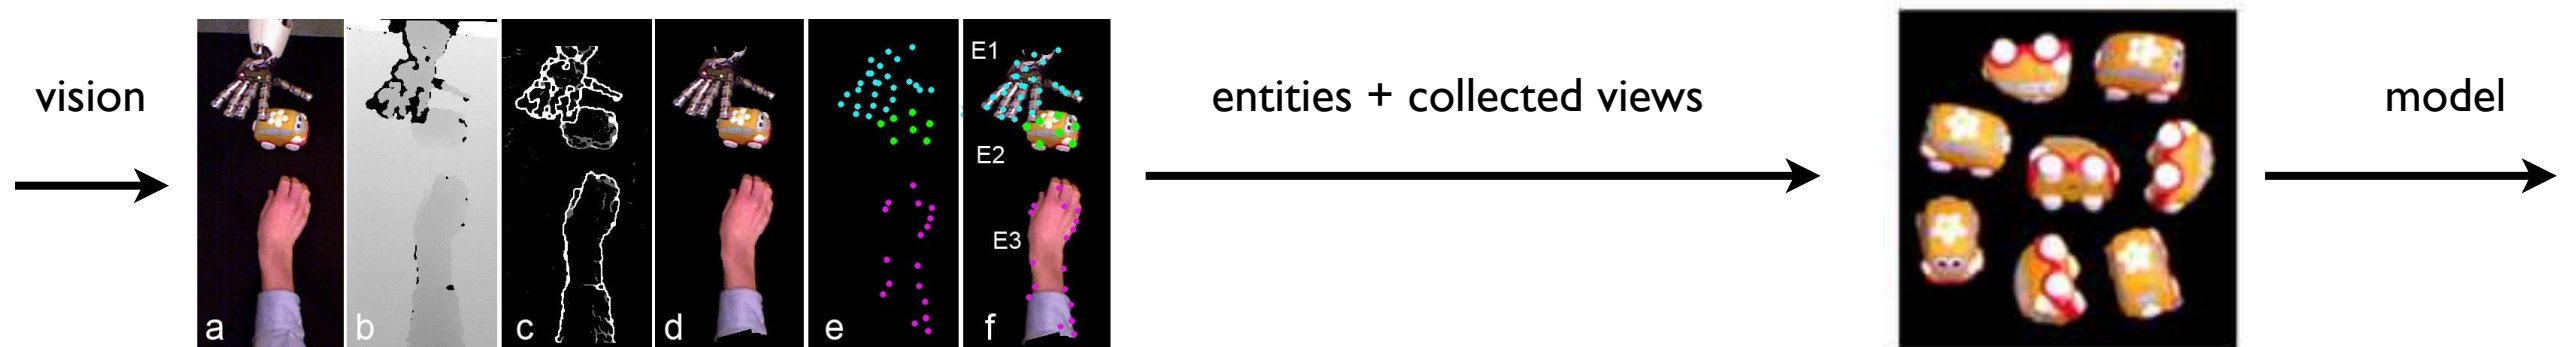 vision
a
b
c
d
e
f
E1
E2
E3
entities + collected views
model